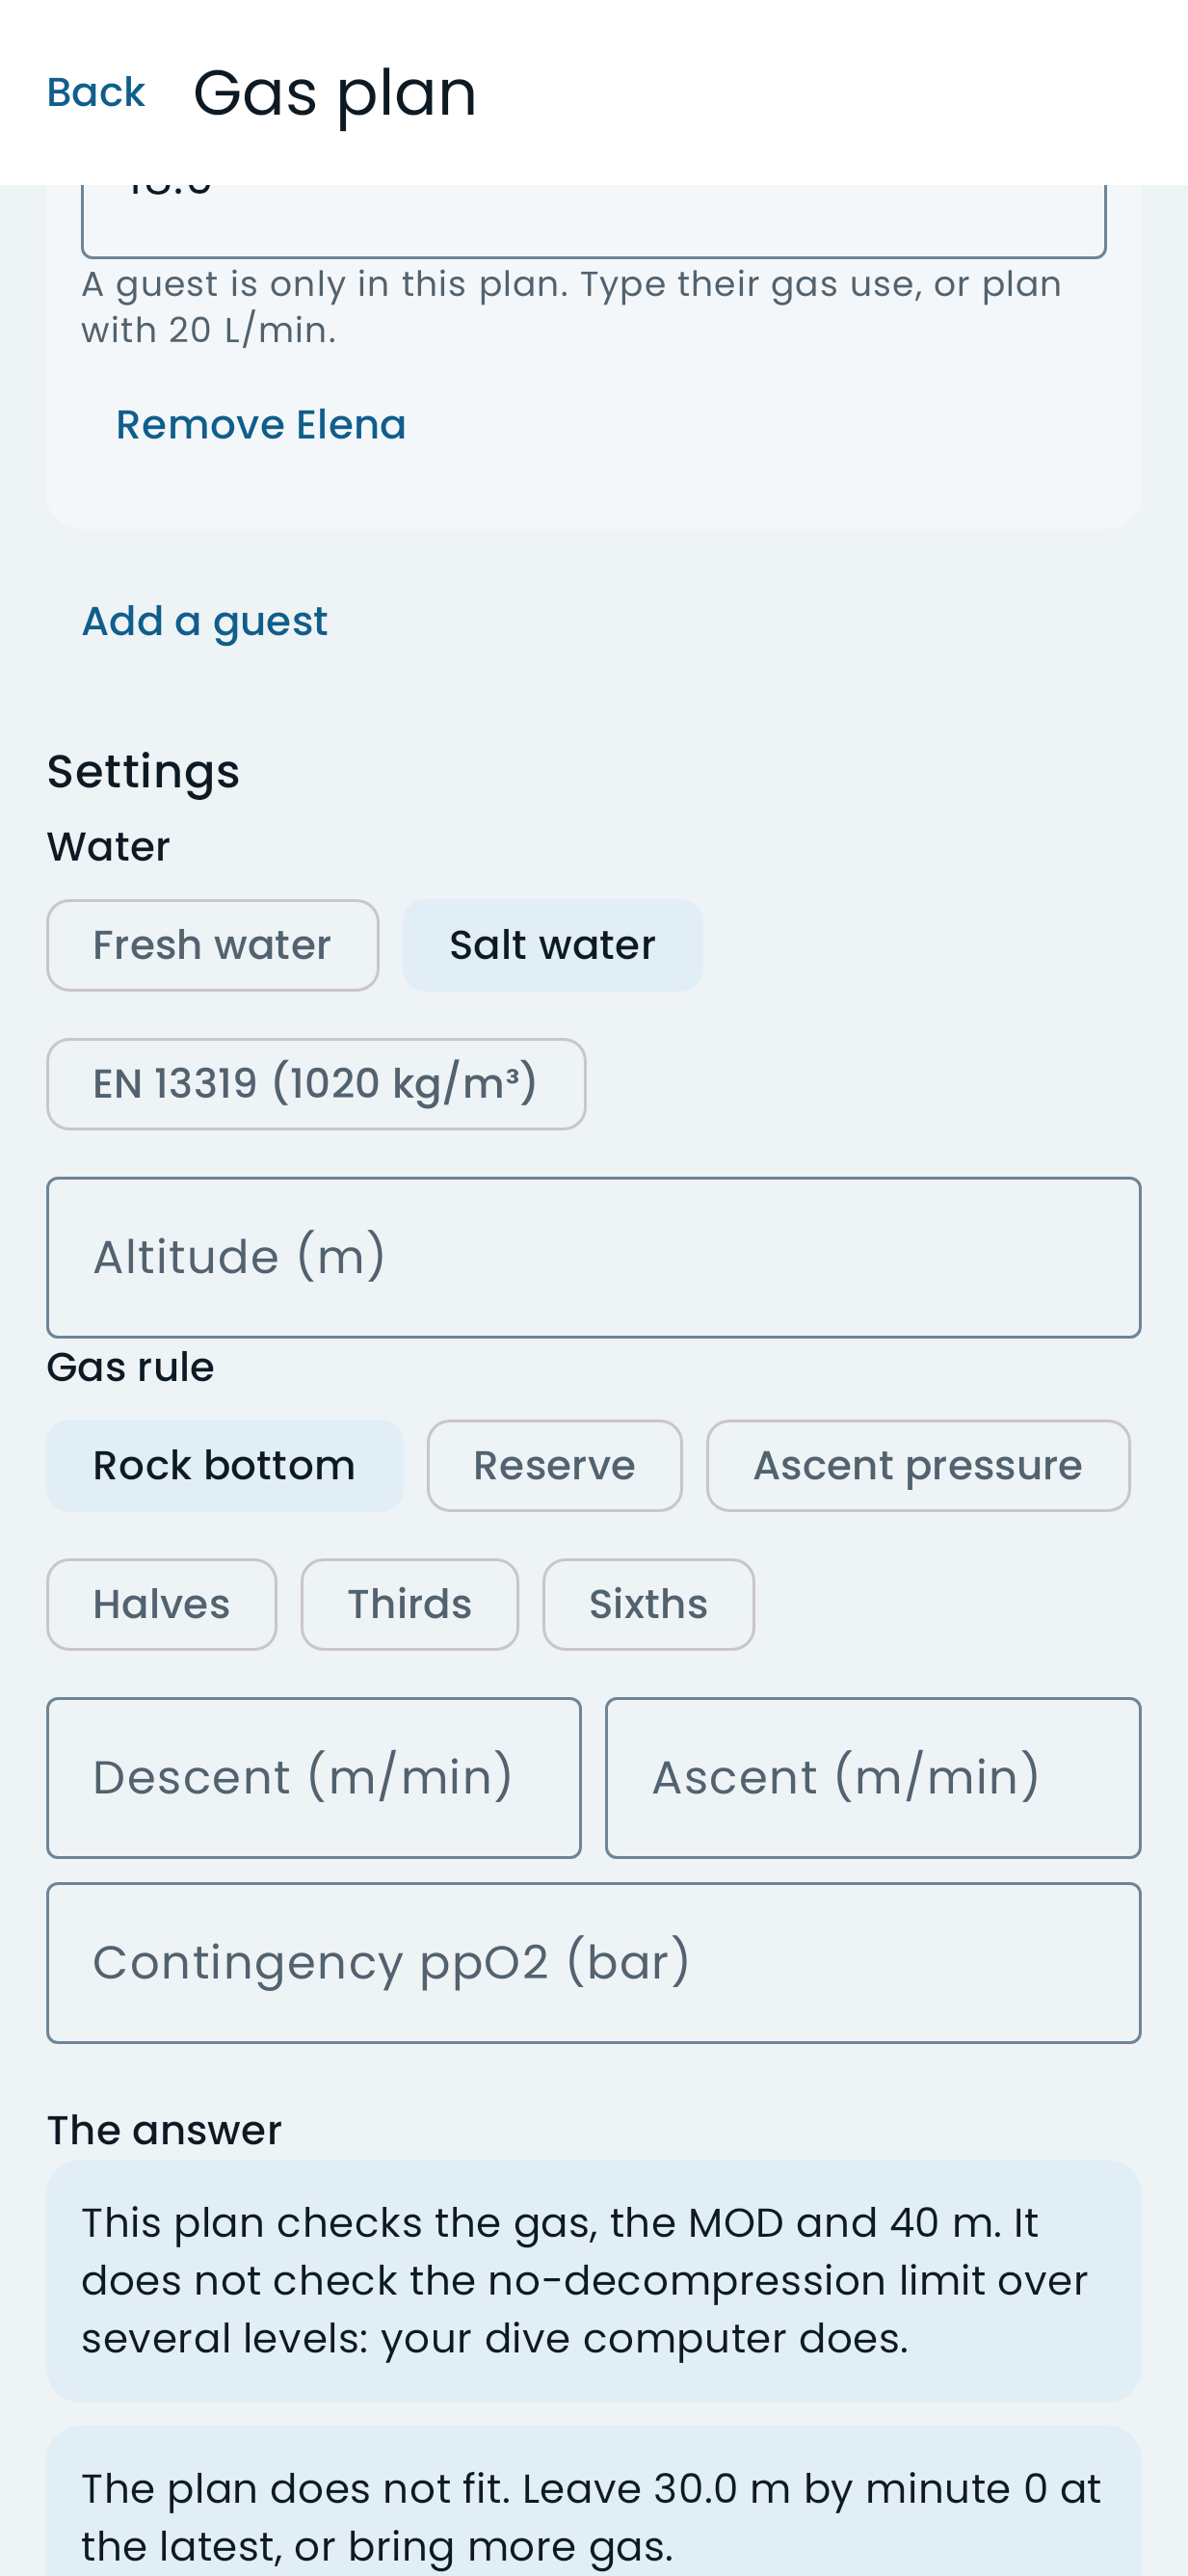 Back Gas plan
A guest is only in this plan. Type their gas use, or plan
with 20 L/min.
Remove Elena
Add a guest
Settings
Water
Fresh water Salt water
EN 13319 (1020 kg/m³)
Altitude (m)
Gas rule
Rock bottom Reserve Ascent pressure
Halves Thirds Sixths
Descent (m/min) Ascent (m/min)
Contingency ppO2 (bar)
The answer
This plan checks the gas, the MOD and 40 m. It
does not check the no-decompression limit over
several levels: your dive computer does.
The plan does not fit. Leave 30.0 m by minute 0 at
the latest, or bring more gas.